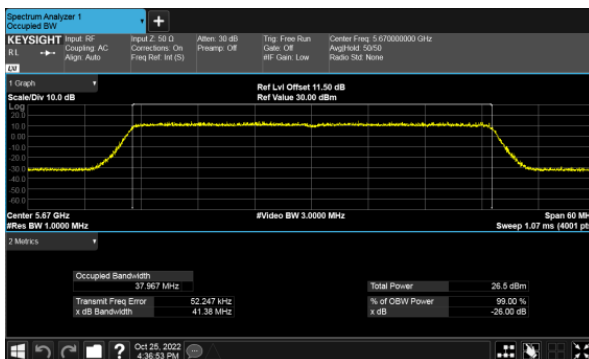 Spectrum Analyzer 1
Occupied BW
KEYSIGHT Input: RF Input Z: 50 Ω Atten: 30 dB Trig: Free Run Center Freq: 5.670000000 GHz
RL Coupling: AC Corrections: On Preamp: Off Gate: Off Avg|Hold: 50/50
Align: Auto Freq Ref: Int (S) #IF Gain: Low Radio Std: None
LW
1 Graph
Ref Lvl Offset 11.50 dB
Scale/Div 10.0 dB Ref Value 30.00 dBm
Log
20.0
10.0
0.00
-10.0
-20.0
-30.0
-40.0
-50.0
-60.0
Center 5.67 GHz #Video BW 3.0000 MHz Span 60 MH
#Res BW 1.0000 MHz Sweep 1.07 ms (4001 pt
2 Metrics
Occupied Bandwidth
37.967 MHz Total Power 26.5 dBm
Transmit Freq Error 52.247 kHz % of OBW Power 99.00 %
x dB Bandwidth 41.38 MHz x dB -26.00 dB
? Oct 25, 2022
4:36:53 PM